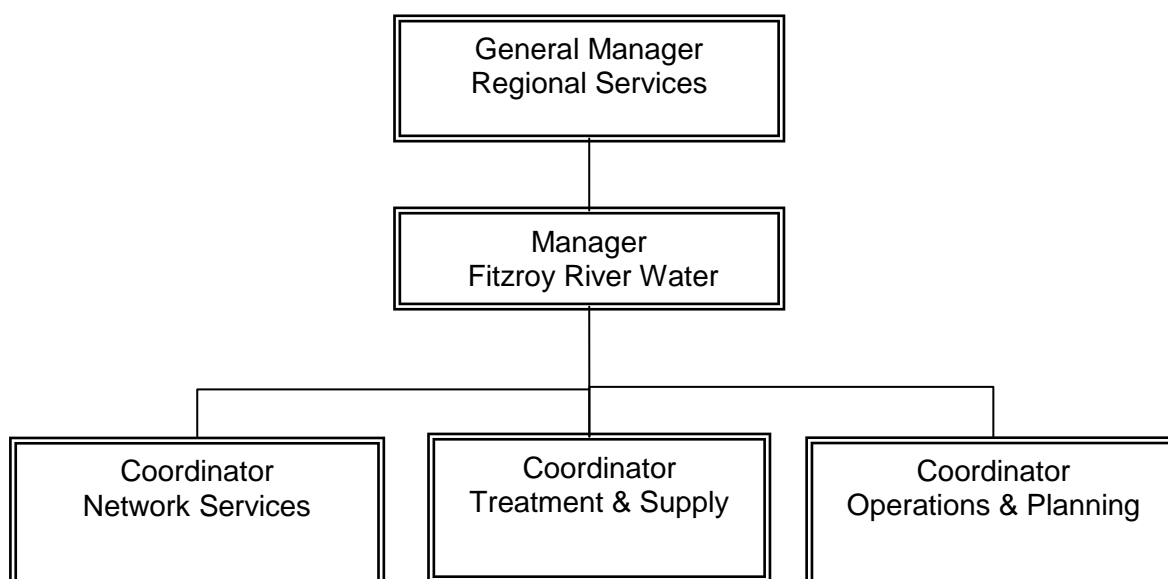 General Manager
Regional Services
Manager
Fitzroy River Water
Coordinator
Network Services
Coordinator
Treatment & Supply
Coordinator
Operations & Planning